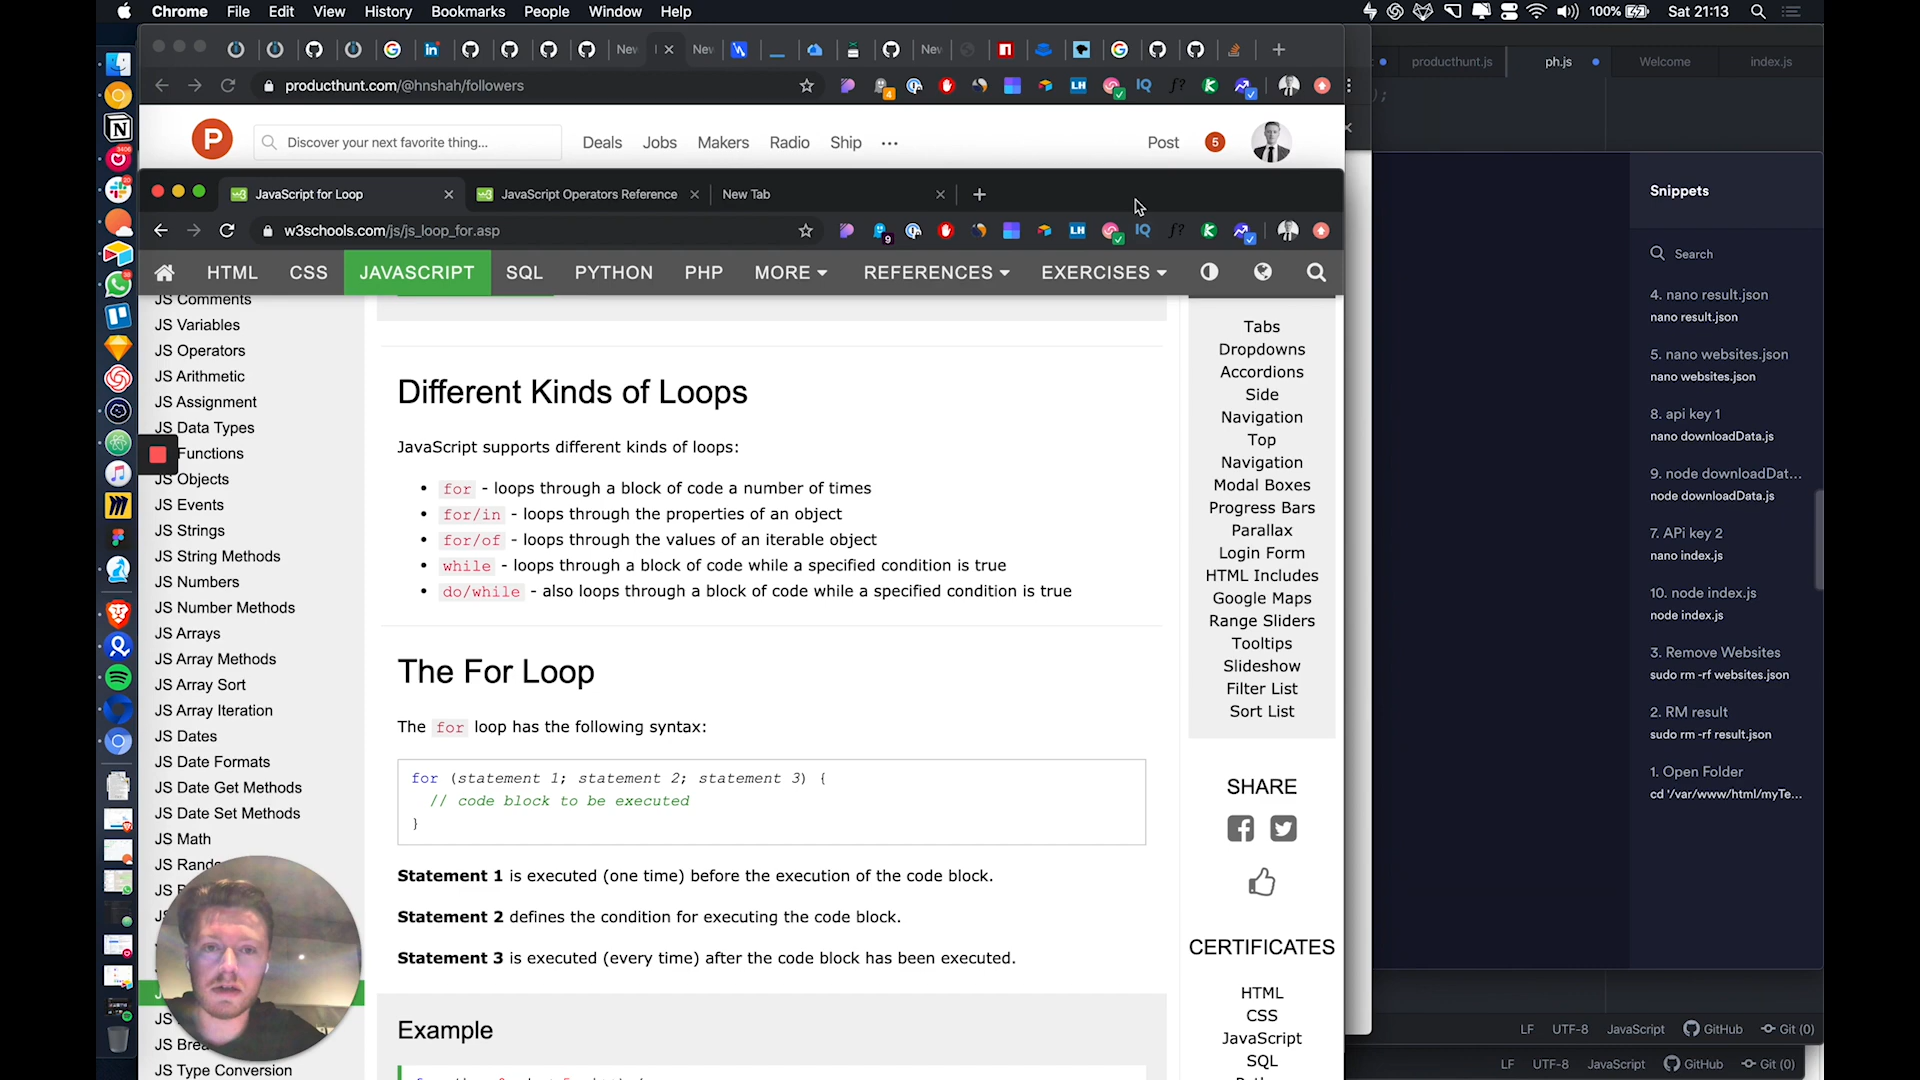 Chrome File Edit View History Bookmarks People Window Help
100% Sat 21:13
New New New
producthunt.com/@hnshah/followers
producthunt.js ph.js Welcome index.js
);
P Discover your next favorite thing... Deals Jobs Makers Radio Ship ... Post 5
JavaScript for Loop JavaScript Operators Reference New Tab
w3schools.com/js/js_loop_for.asp
HTML CSS JAVASCRIPT SQL PYTHON PHP MORE REFERENCES EXERCISES
JS Comments
JS Variables
JS Operators
JS Arithmetic
JS Assignment
JS Data Types
Functions
JS Objects
JS Events
JS Strings
JS String Methods
JS Numbers
JS Number Methods
JS Arrays
JS Array Methods
JS Array Sort
JS Array Iteration
JS Dates
JS Date Formats
JS Date Get Methods
JS Date Set Methods
JS Math
JS Type Conversion
Different Kinds of Loops
JavaScript supports different kinds of loops:
• for - loops through a block of code a number of times
• for/in - loops through the properties of an object
• for/of - loops through the values of an iterable object
• while - loops through a block of code while a specified condition is true
• do/while - also loops through a block of code while a specified condition is true
The For Loop
The for loop has the following syntax:
for (statement 1; statement 2; statement 3) {
// code block to be executed
}
Statement 1 is executed (one time) before the execution of the code block.
Statement 2 defines the condition for executing the code block.
Statement 3 is executed (every time) after the code block has been executed.
Example
Tabs
Dropdowns
Accordions
Side
Navigation
Top
Navigation
Modal Boxes
Progress Bars
Parallax
Login Form
HTML Includes
Google Maps
Range Sliders
Tooltips
Slideshow
Filter List
Sort List
SHARE
CERTIFICATES
HTML
CSS
JavaScript
SQL
Snippets
Search
4. nano result.json
nano result.json
5. nano websites.json
nano websites.json
8. api key 1
nano downloadData.js
9. node downloadDat...
node downloadData.js
7. APi key 2
nano index.js
10. node index.js
node index.js
3. Remove Websites
sudo rm -rf websites.json
2. RM result
sudo rm -rf result.json
1. Open Folder
cd '/var/www/html/myTe...
LF UTF-8 JavaScript GitHub Git (0)
LF UTF-8 JavaScript GitHub Git (0)